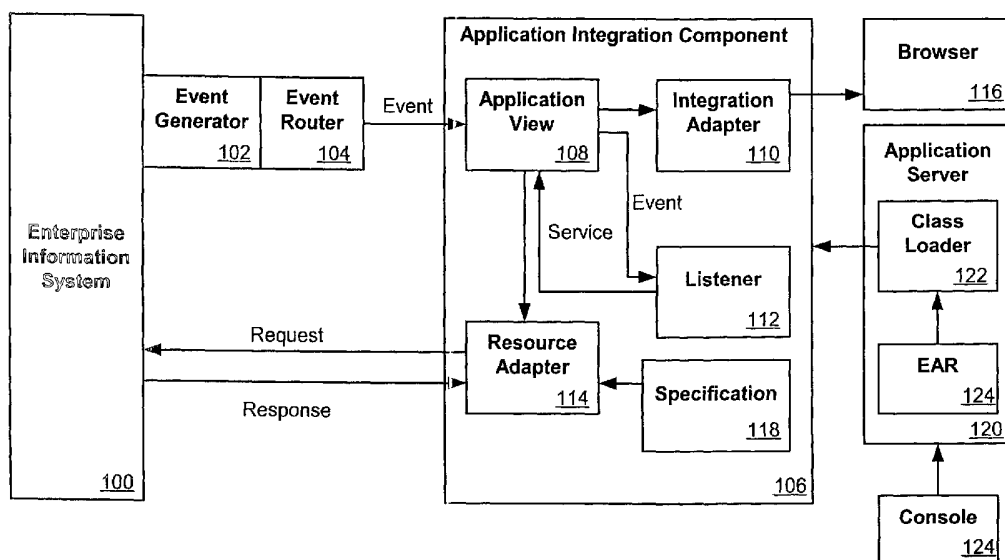 Enterprise
Information
System
100
Event
Generator
102
Event
Router
104
Event
Application Integration Component
Application
View
108
Integration
Adapter
110
Event
Service
Listener
112
Request
Resource
Adapter
114
Response
Specification
118
106
Browser
116
Application
Server
Class
Loader
122
EAR
124
120
Console
124